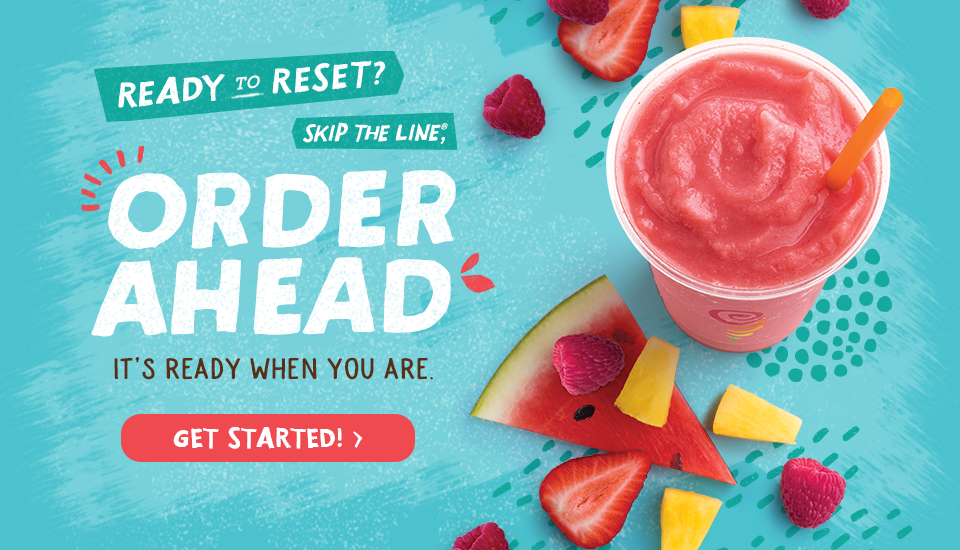 READY TO RESET?
SKIP THE LINE,®
ORDER
AHEAD
IT'S READY WHEN YOU ARE.
GET STARTED! ›